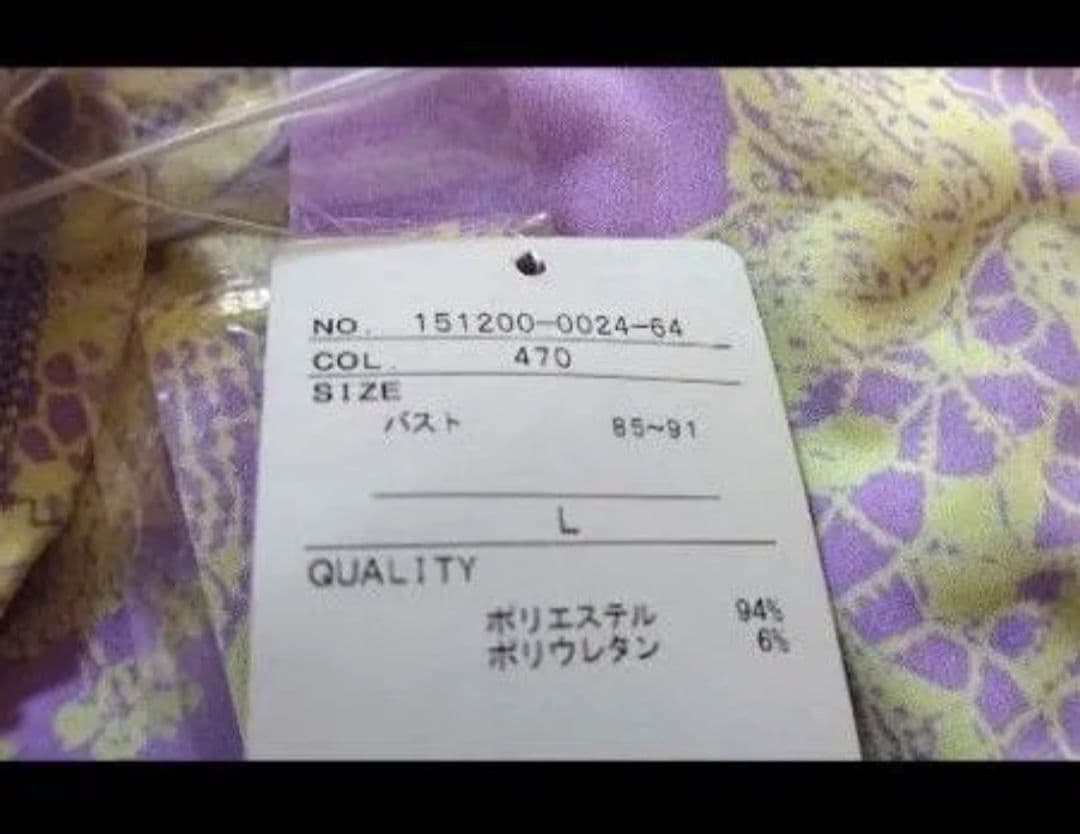 NO. 151200-0024-64
COL. 470
SIZE
バスト 85~91
L
QUALITY
ポリエステル 94%
ポリウレタン 6%